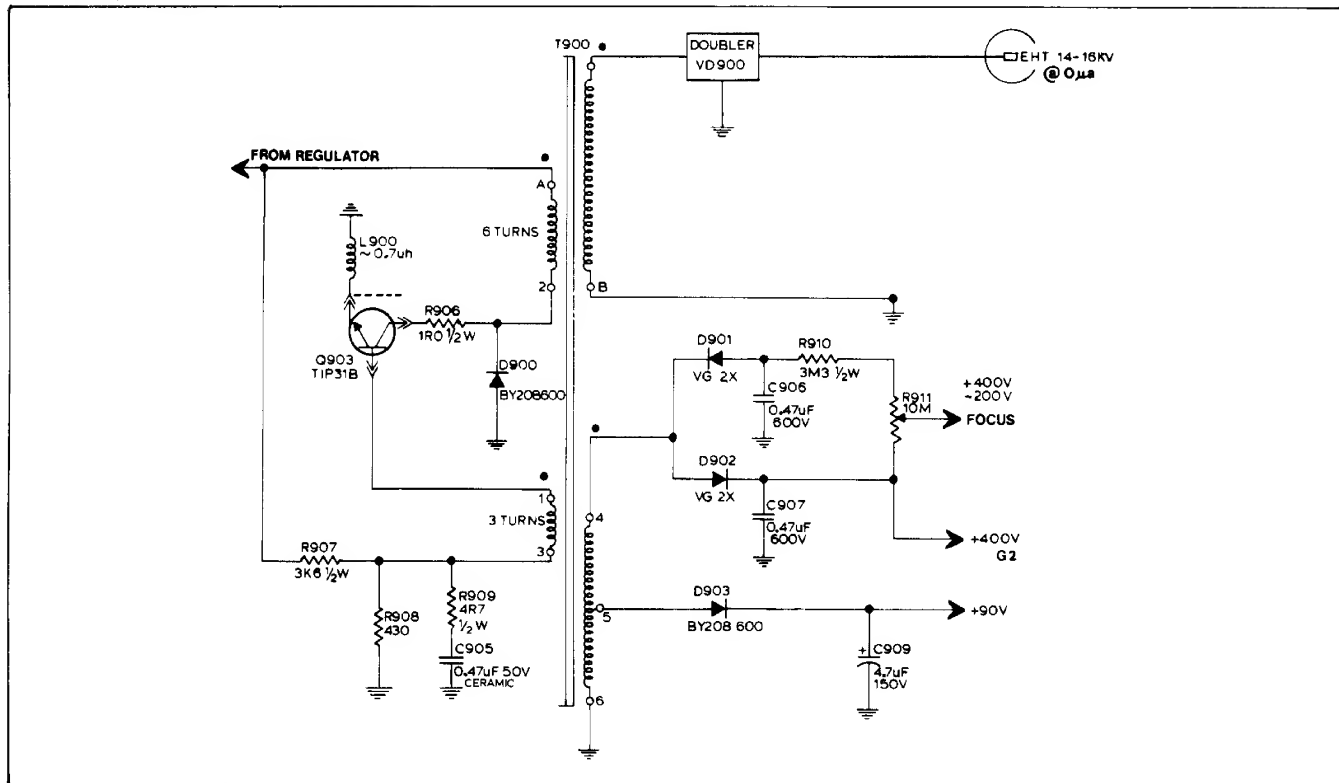 T900
DOUBLER
VD900
EHT 14-16KV
@ 0µa
FROM REGULATOR
A
6 TURNS
2
L900
~0.7uh
R906
1R0 ½W
Q903
TIP31B
D900
BY208600
B
D901
VG 2X
R910
3M3 ½W
C906
0.47uF
600V
R911
10M
+400V
~200V
FOCUS
D902
VG 2X
C907
0.47uF
600V
+400V
G2
1
3 TURNS
3
4
R907
3K6 ½W
R908
430
R909
4R7
½W
C905
0.47uF 50V
CERAMIC
5
D903
BY208 600
+90V
+
C909
4.7uF
150V
6